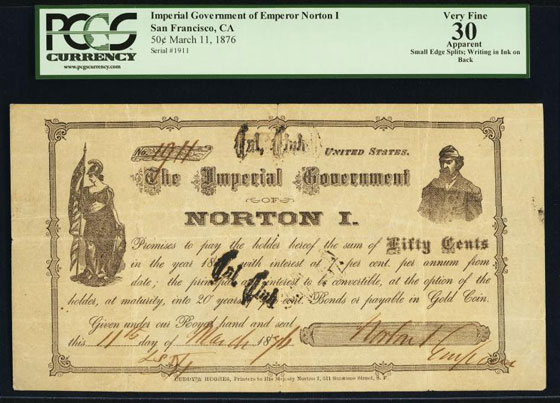 PCGS
CURRENCY
www.pcgscurrency.com
Imperial Government of Emperor Norton I
San Francisco, CA
50¢ March 11, 1876
Serial #1911
Very Fine
30
Apparent
Small Edge Splits; Writing in Ink on
Back
No. 1911
UNITED STATES.
The Imperial Government
OF
NORTON I.
Promises to pay the holder hereof the sum of Fifty Cents
in the year 18 with interest at per cent. per annum from
date; the principal and interest to be convertible, at the option of the
holder, at maturity, into 20 years per cent. Bonds or payable in Gold Coin.
Given under our Royal hand and seal
this 11th day of March 1876
Norton I
Emperor
CUDDY & HUGHES, Printers to His Majesty Norton I, 511 Sansome Street, S. F.